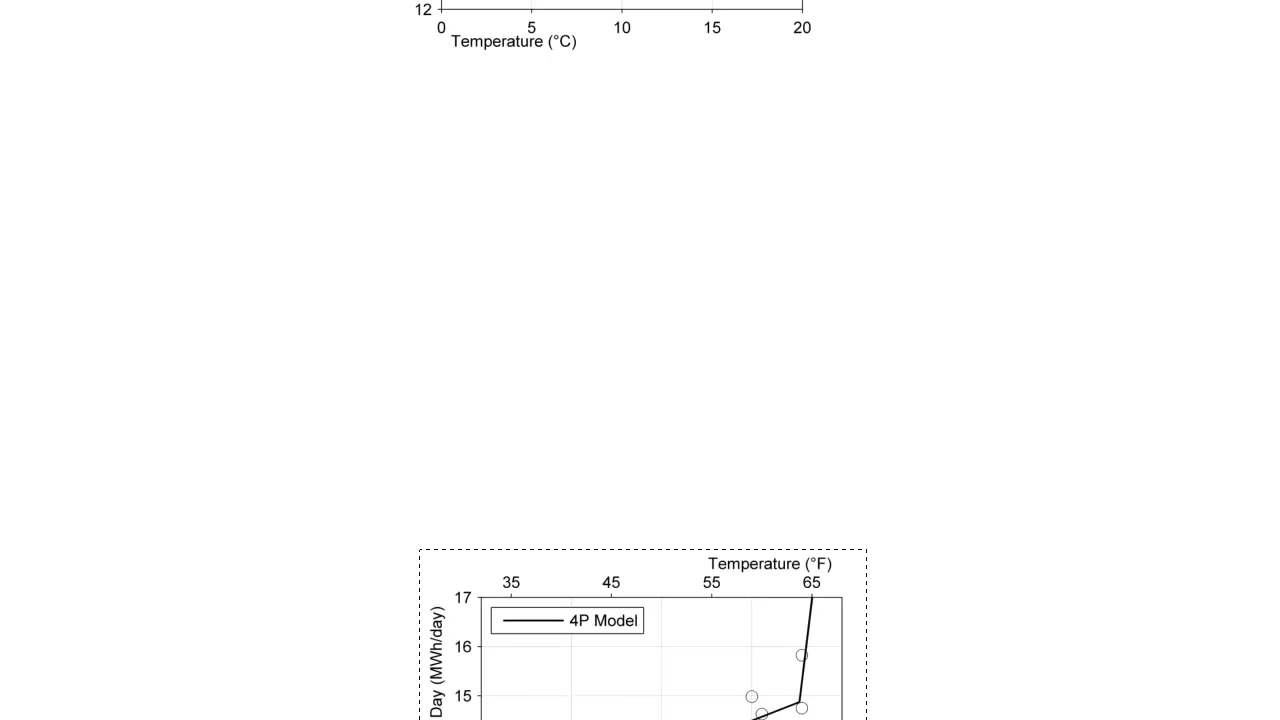 12
0 5 10 15 20
Temperature (°C)
Temperature (°F)
35 45 55 65
17
4P Model
16
15
Day (MWh/day)